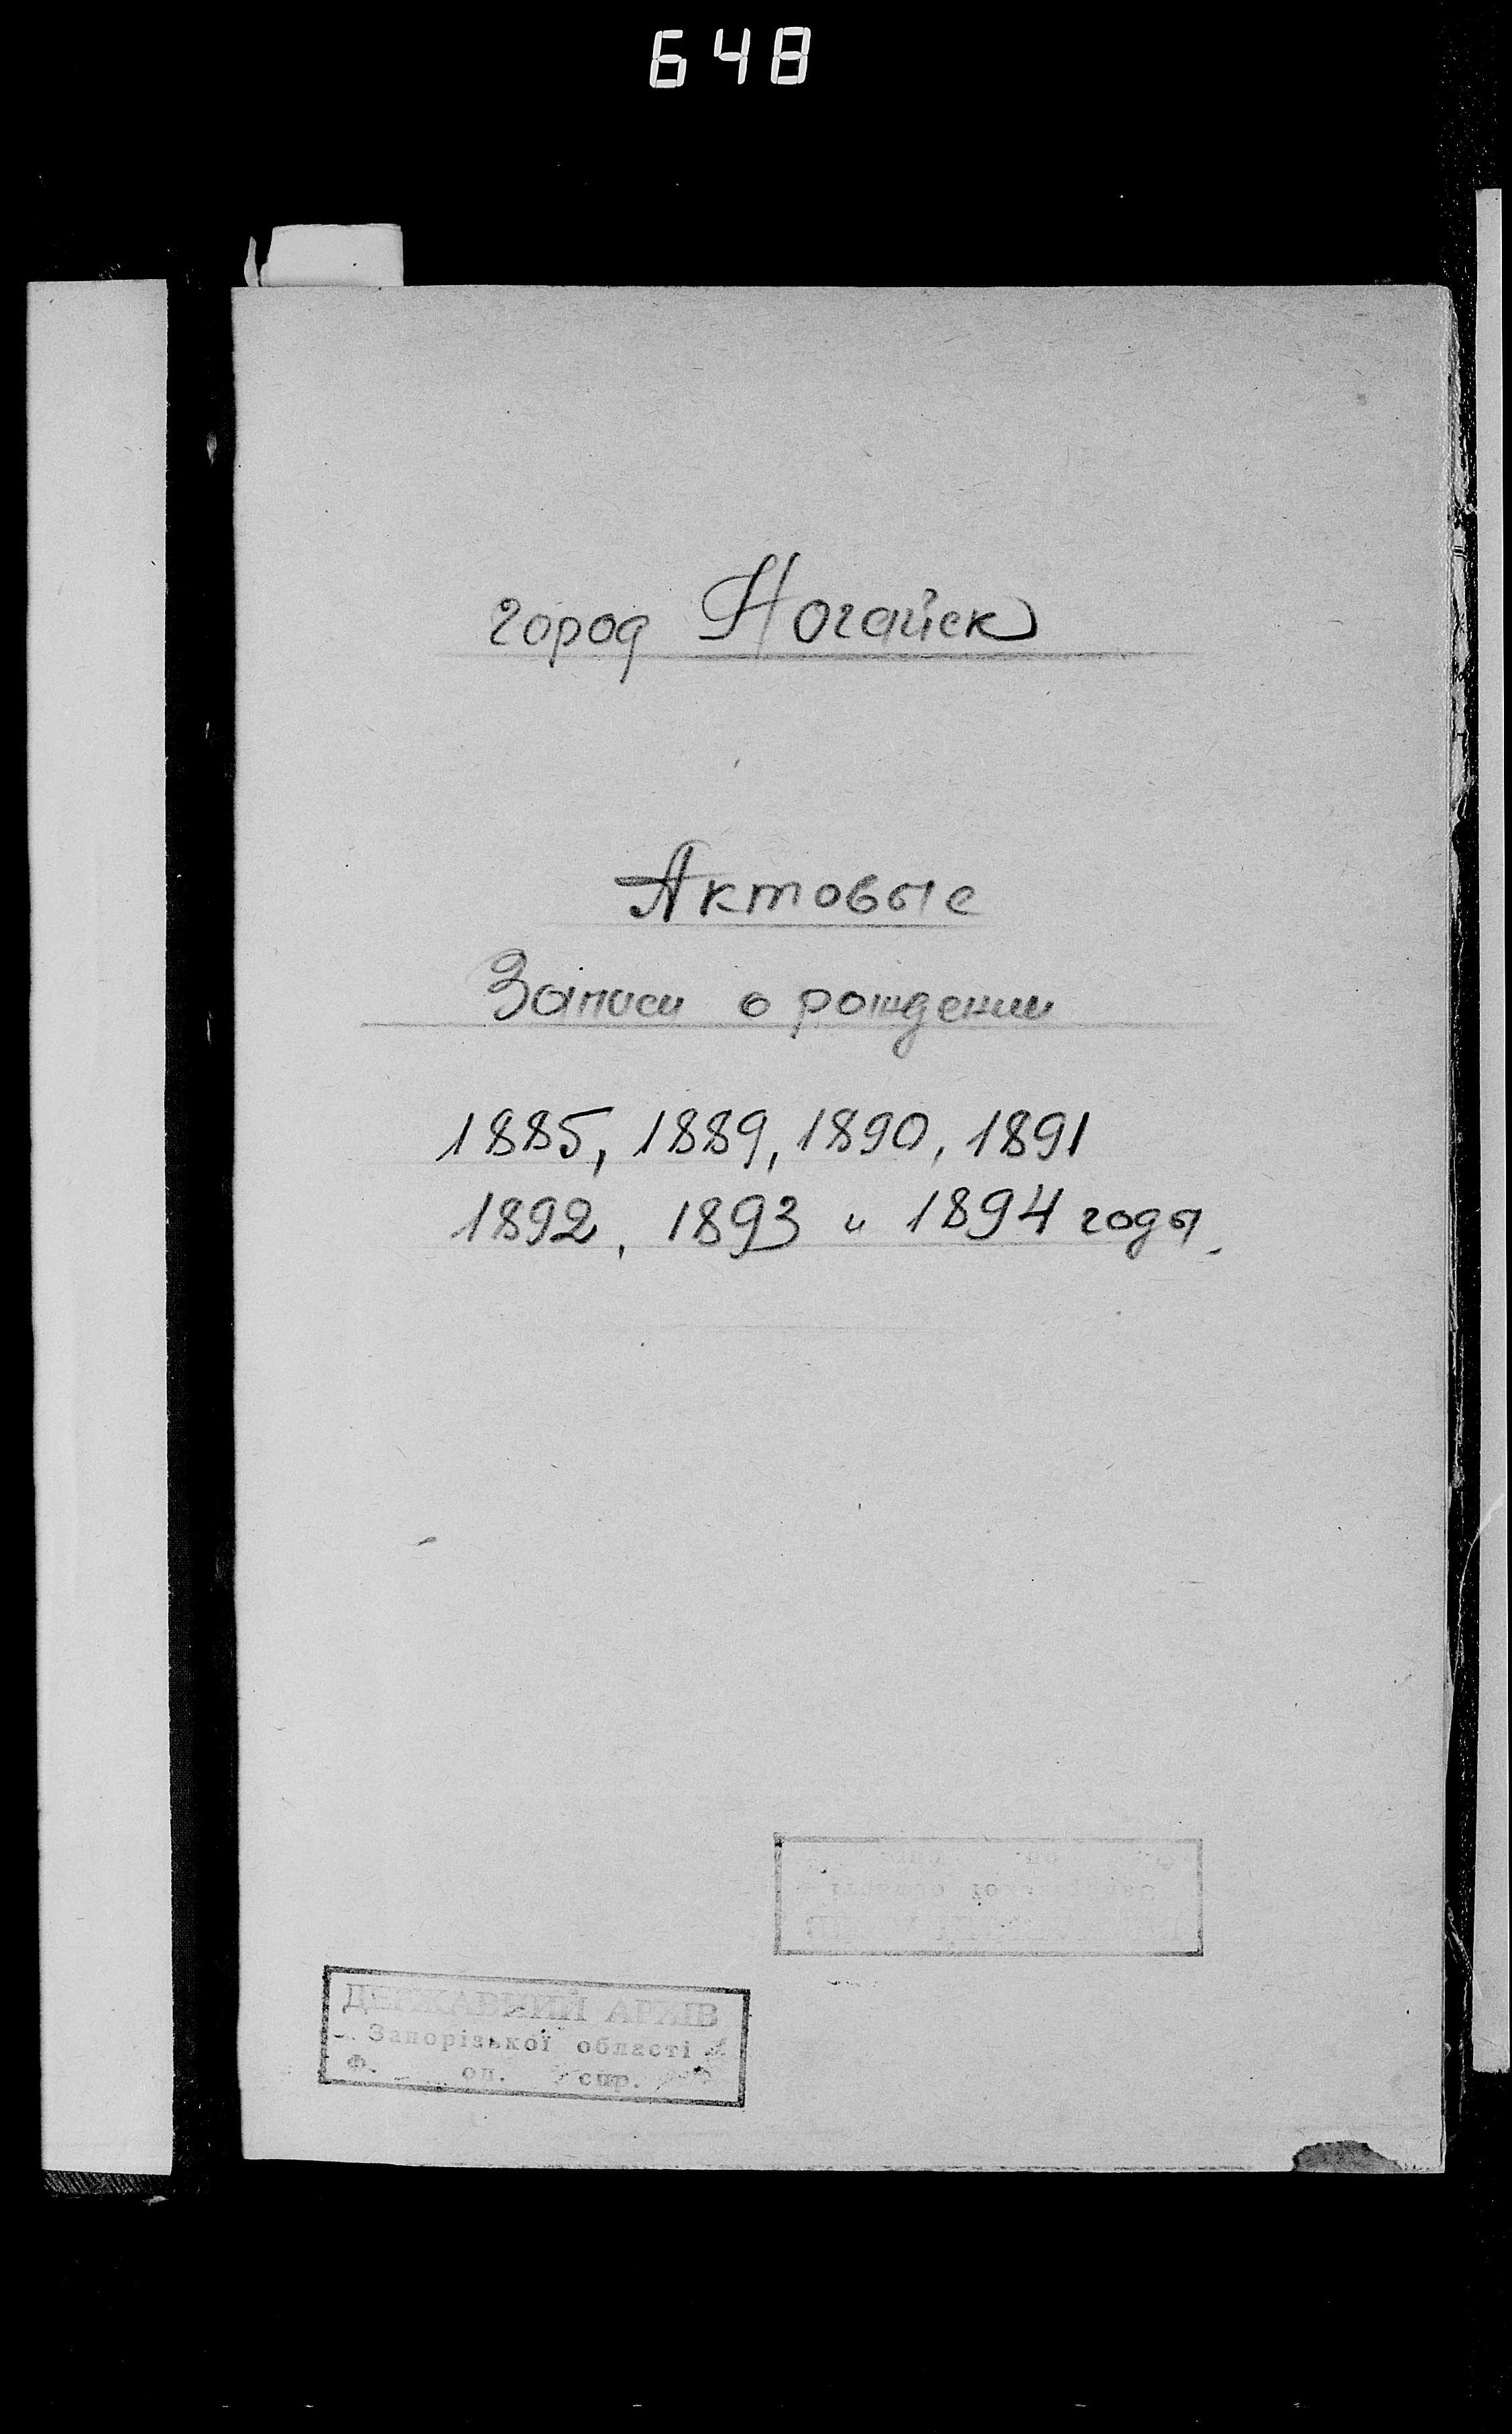 648
город Ногайск
Актовые
Записи о рождении
1885, 1889, 1890, 1891
1892, 1893 и 1894 годы.
ДЕРЖАВНИЙ АРХІВ
Запорізької області
Ф. оп. спр.